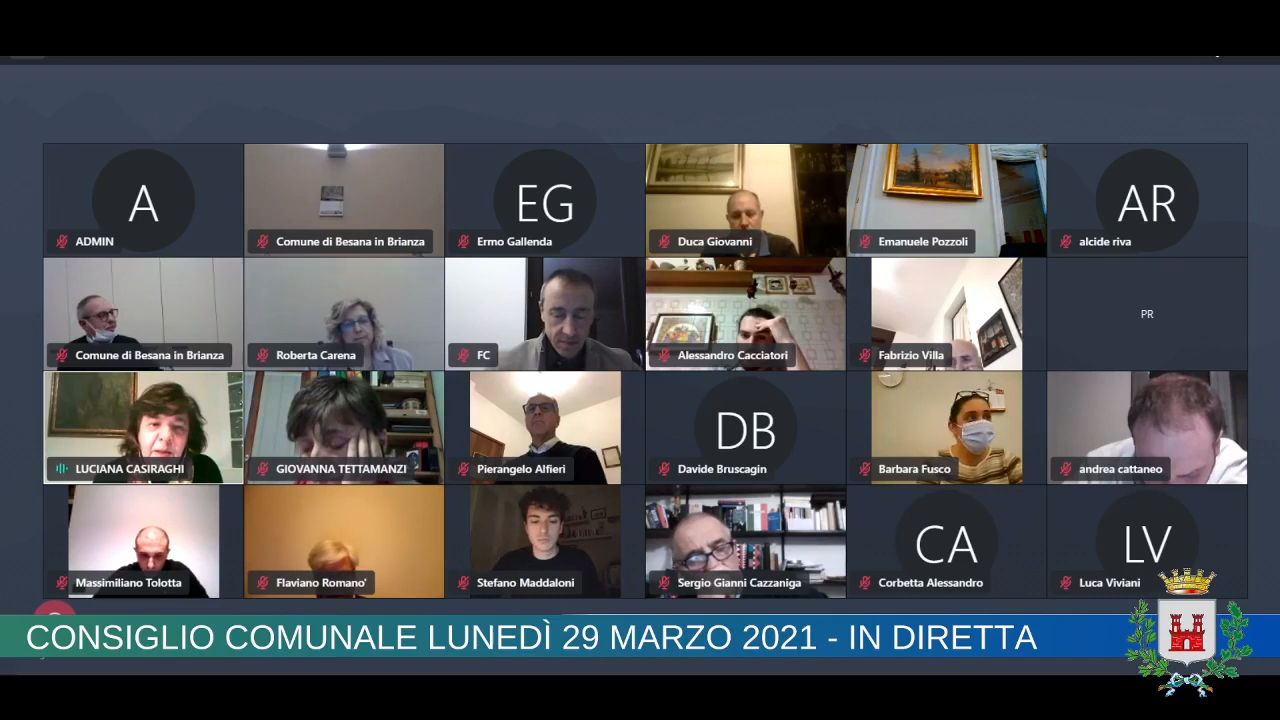 A
ADMIN
Comune di Besana in Brianza
EG
Ermo Gallenda
Duca Giovanni
Emanuele Pozzoli
AR
alcide riva
Comune di Besana in Brianza
Roberta Carena
FC
Alessandro Cacciatori
Fabrizio Villa
PR
LUCIANA CASIRAGHI
GIOVANNA TETTAMANZI
Pierangelo Alfieri
DB
Davide Bruscagin
Barbara Fusco
andrea cattaneo
Massimiliano Tolotta
Flaviano Romano'
Stefano Maddaloni
Sergio Gianni Cazzaniga
CA
Corbetta Alessandro
LV
Luca Viviani
CONSIGLIO COMUNALE LUNEDÌ 29 MARZO 2021 - IN DIRETTA